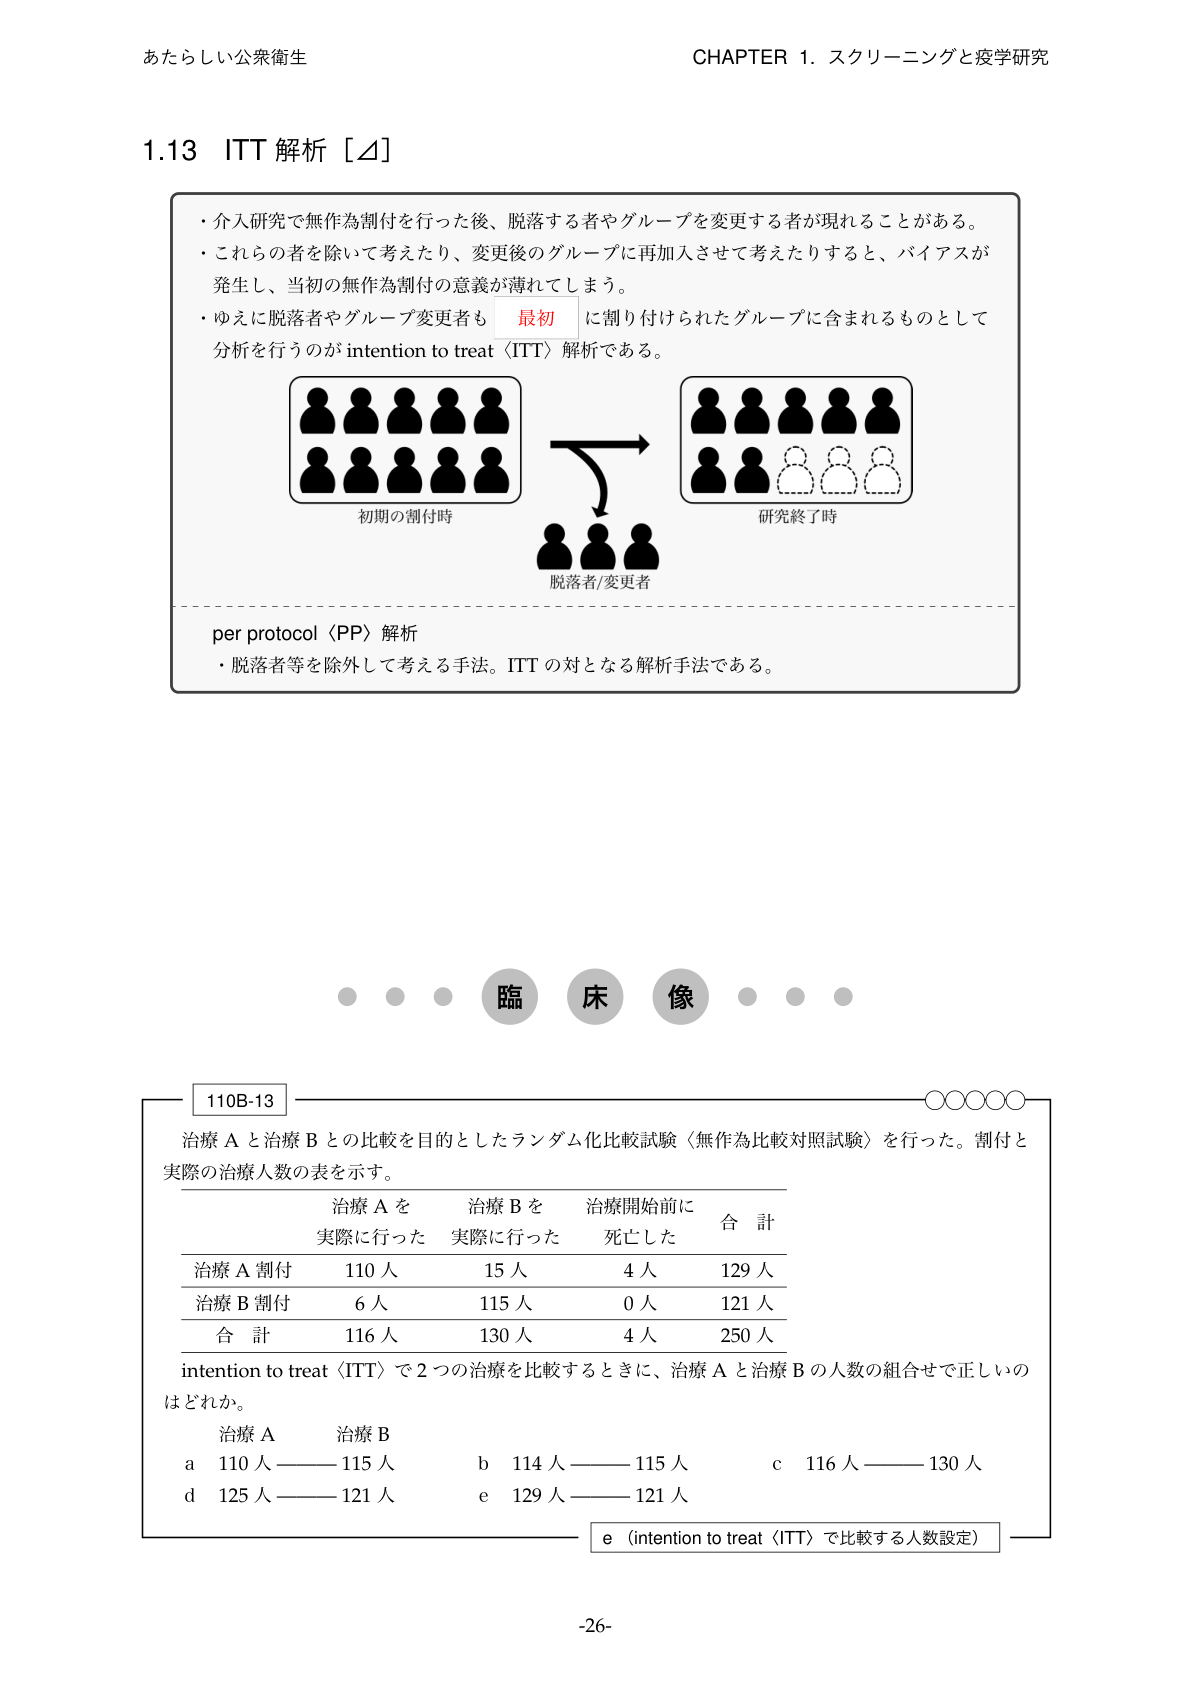 あたらしい公衆衛生
CHAPTER 1. スクリーニングと疫学研究
1.13 ITT 解析［⊿］
・介入研究で無作為割付を行った後、脱落する者やグループを変更する者が現れることがある。
・これらの者を除いて考えたり、変更後のグループに再加入させて考えたりすると、バイアスが
発生し、当初の無作為割付の意義が薄れてしまう。
・ゆえに脱落者やグループ変更者も 最初 に割り付けられたグループに含まれるものとして
分析を行うのが intention to treat〈ITT〉解析である。
初期の割付時
研究終了時
脱落者/変更者
per protocol〈PP〉解析
・脱落者等を除外して考える手法。ITT の対となる解析手法である。
臨 床 像
110B-13
治療 A と治療 B との比較を目的としたランダム化比較試験〈無作為比較対照試験〉を行った。割付と
実際の治療人数の表を示す。
治療 A を 治療 B を 治療開始前に
実際に行った 実際に行った 死亡した 合 計
治療 A 割付 110 人 15 人 4 人 129 人
治療 B 割付 6 人 115 人 0 人 121 人
合 計 116 人 130 人 4 人 250 人
intention to treat〈ITT〉で 2 つの治療を比較するときに、治療 A と治療 B の人数の組合せで正しいの
はどれか。
治療 A 治療 B
a 110 人 ——— 115 人 b 114 人 ——— 115 人 c 116 人 ——— 130 人
d 125 人 ——— 121 人 e 129 人 ——— 121 人
e （intention to treat〈ITT〉で比較する人数設定）
-26-